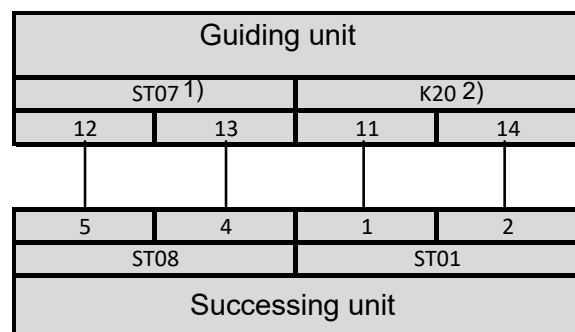 Guiding unit
ST07 1) K20 2)
12 13 11 14
5 4 1 2
ST08 ST01
Successing unit